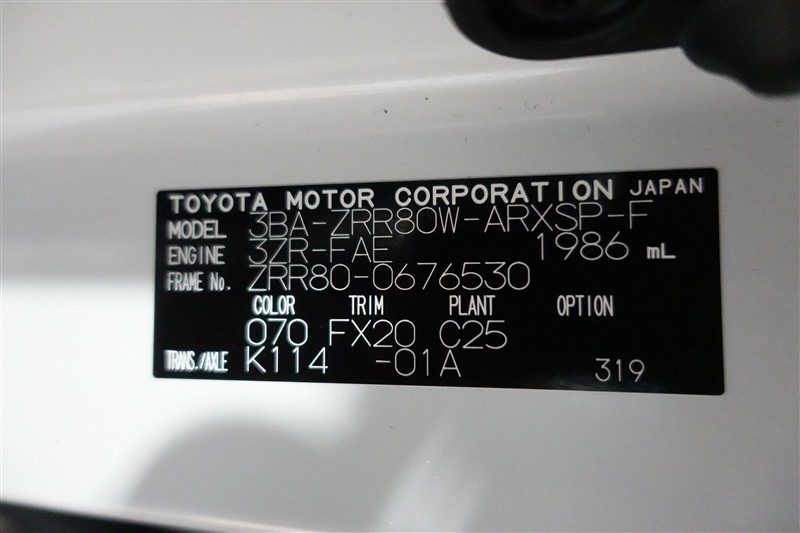 TOYOTA MOTOR CORPORATION JAPAN
MODEL 3BA-ZRR80W-ARXSP-F
ENGINE 3ZR-FAE 1986 mL
FRAME No. ZRR80-0676530
COLOR TRIM PLANT OPTION
070 FX20 C25
TRANS./AXLE K114 -01A 319